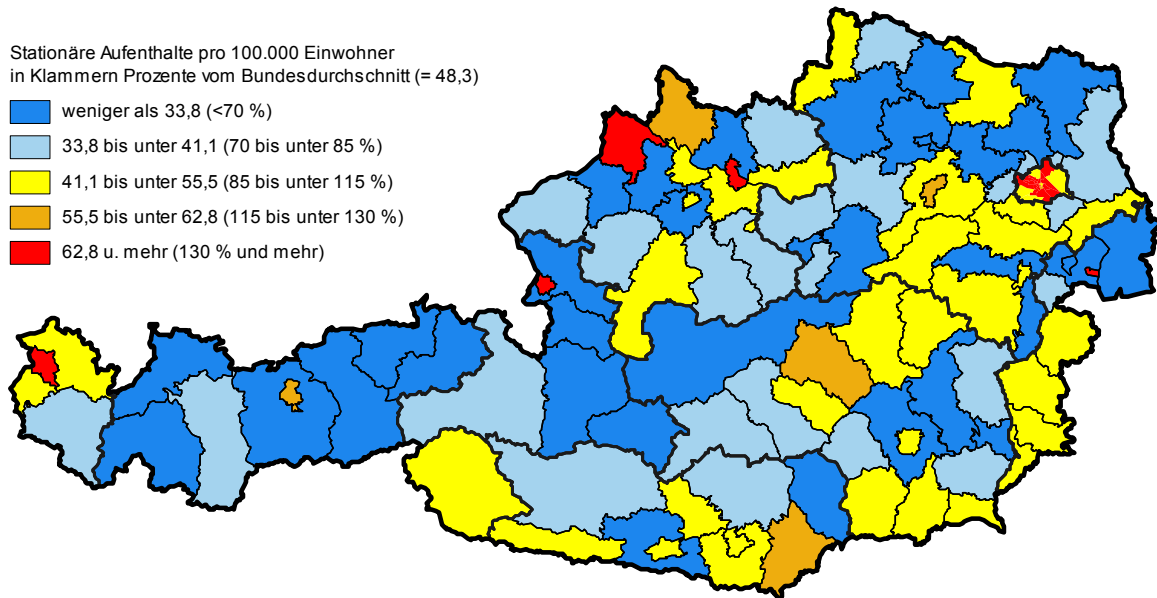 Stationäre Aufenthalte pro 100.000 Einwohner
in Klammern Prozente vom Bundesdurchschnitt (= 48,3)
weniger als 33,8 (<70 %)
33,8 bis unter 41,1 (70 bis unter 85 %)
41,1 bis unter 55,5 (85 bis unter 115 %)
55,5 bis unter 62,8 (115 bis unter 130 %)
62,8 u. mehr (130 % und mehr)